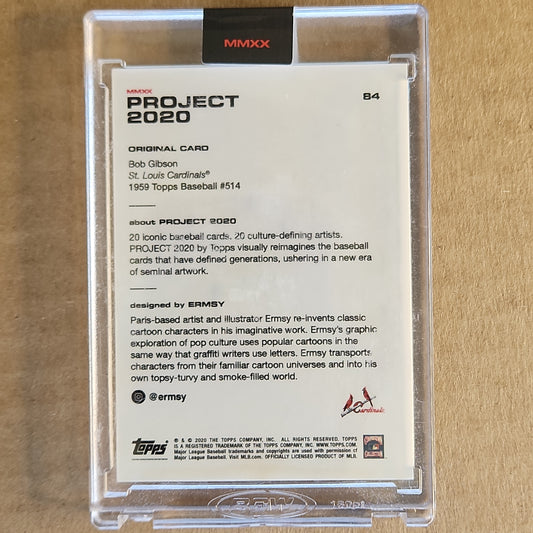 MMXX
MMXX
PROJECT
2020
84
ORIGINAL CARD
Bob Gibson
St. Louis Cardinals®
1959 Topps Baseball #514
about PROJECT 2020
20 iconic baseball cards. 20 culture-defining artists.
PROJECT 2020 by Topps visually reimagines the baseball
cards that have defined generations, ushering in a new era
of seminal artwork.
designed by ERMSY
Paris-based artist and illustrator Ermsy re-invents classic
cartoon characters in his imaginative work. Ermsy's graphic
exploration of pop culture uses popular cartoons in the
same way that graffiti writers use letters. Ermsy transports
characters from their familiar cartoon universes and into his
own topsy-turvy and smoke-filled world.
@ermsy
Cardinals
Topps
® & © 2020 THE TOPPS COMPANY, INC. ALL RIGHTS RESERVED. TOPPS
IS A REGISTERED TRADEMARK OF THE TOPPS COMPANY, INC. WWW.TOPPS.COM.
Major League Baseball trademarks and copyrights are used with permission of
Major League Baseball. Visit MLB.com. OFFICIALLY LICENSED PRODUCT OF MLB.